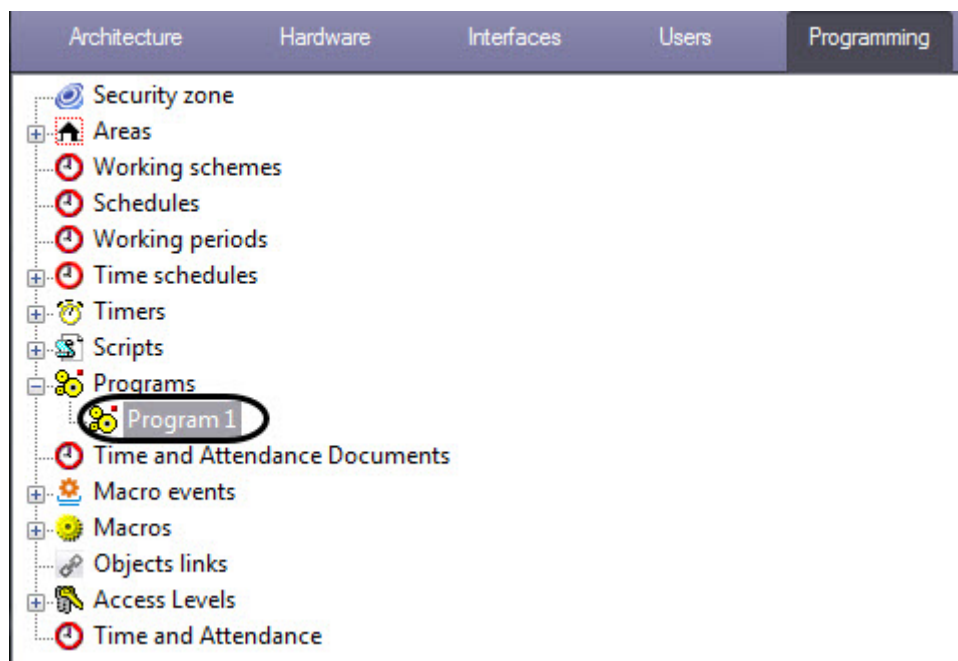 Architecture Hardware Interfaces Users Programming
Security zone
Areas
Working schemes
Schedules
Working periods
Time schedules
Timers
Scripts
Programs
Program 1
Time and Attendance Documents
Macro events
Macros
Objects links
Access Levels
Time and Attendance